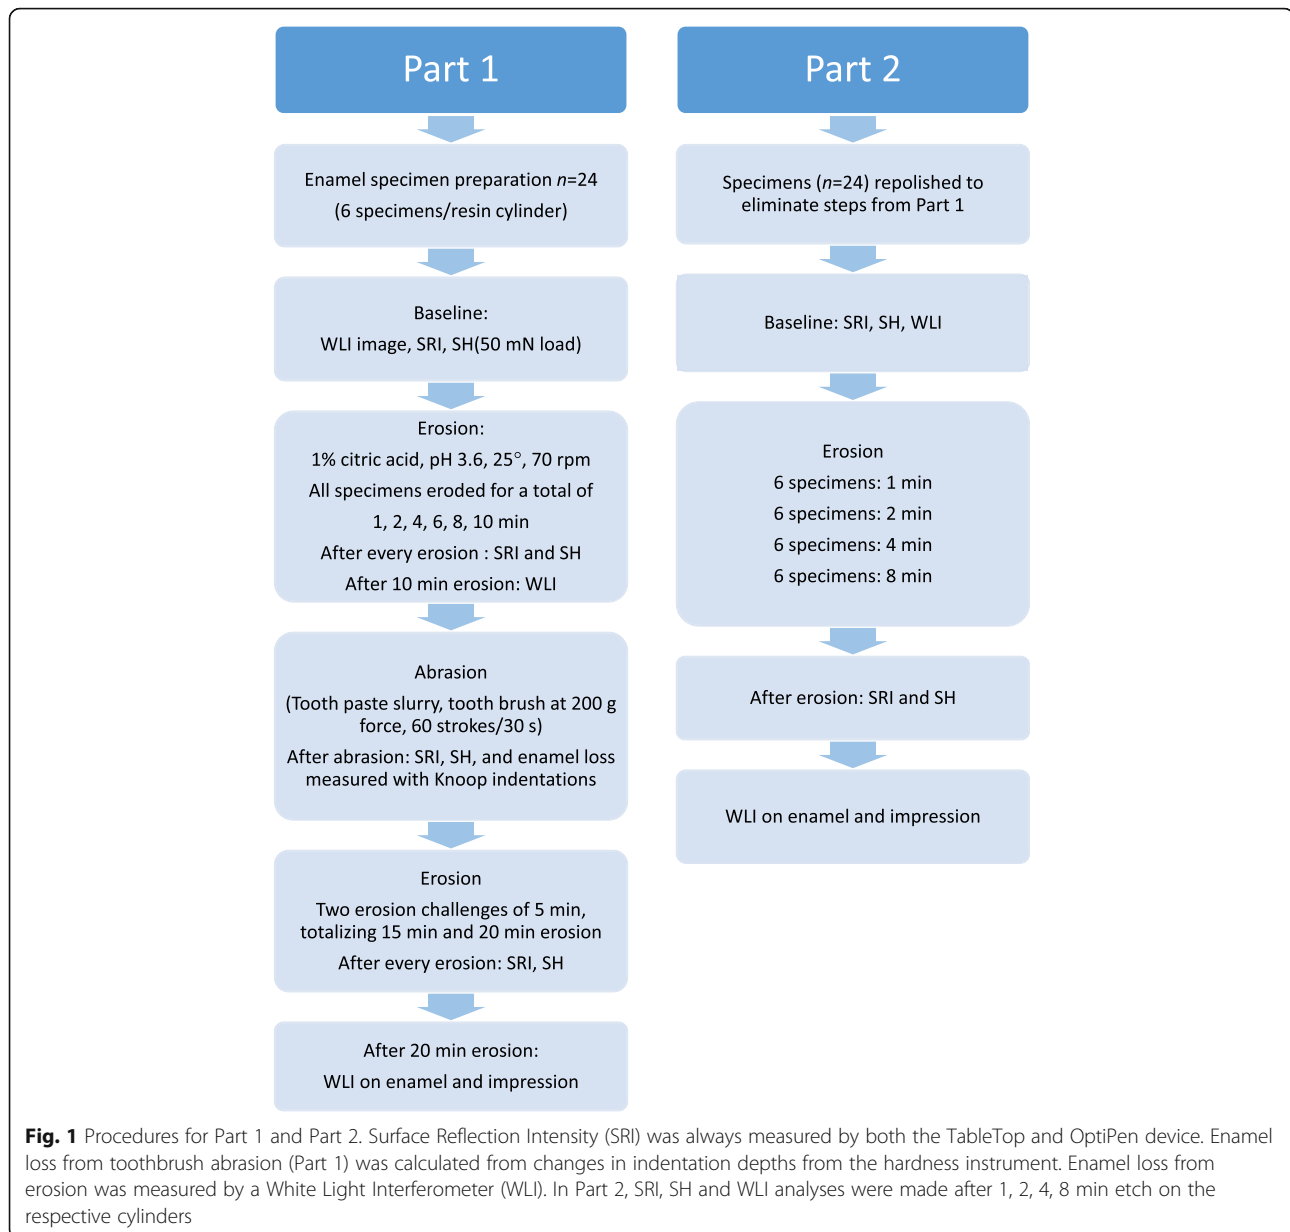 Part 1
Enamel specimen preparation n=24
(6 specimens/resin cylinder)
Baseline:
WLI image, SRI, SH(50 mN load)
Erosion:
1% citric acid, pH 3.6, 25°, 70 rpm
All specimens eroded for a total of
1, 2, 4, 6, 8, 10 min
After every erosion : SRI and SH
After 10 min erosion: WLI
Abrasion
(Tooth paste slurry, tooth brush at 200 g
force, 60 strokes/30 s)
After abrasion: SRI, SH, and enamel loss
measured with Knoop indentations
Erosion
Two erosion challenges of 5 min,
totalizing 15 min and 20 min erosion
After every erosion: SRI, SH
After 20 min erosion:
WLI on enamel and impression
Part 2
Specimens (n=24) repolished to
eliminate steps from Part 1
Baseline: SRI, SH, WLI
Erosion
6 specimens: 1 min
6 specimens: 2 min
6 specimens: 4 min
6 specimens: 8 min
After erosion: SRI and SH
WLI on enamel and impression
Fig. 1 Procedures for Part 1 and Part 2. Surface Reflection Intensity (SRI) was always measured by both the TableTop and OptiPen device. Enamel
loss from toothbrush abrasion (Part 1) was calculated from changes in indentation depths from the hardness instrument. Enamel loss from
erosion was measured by a White Light Interferometer (WLI). In Part 2, SRI, SH and WLI analyses were made after 1, 2, 4, 8 min etch on the
respective cylinders